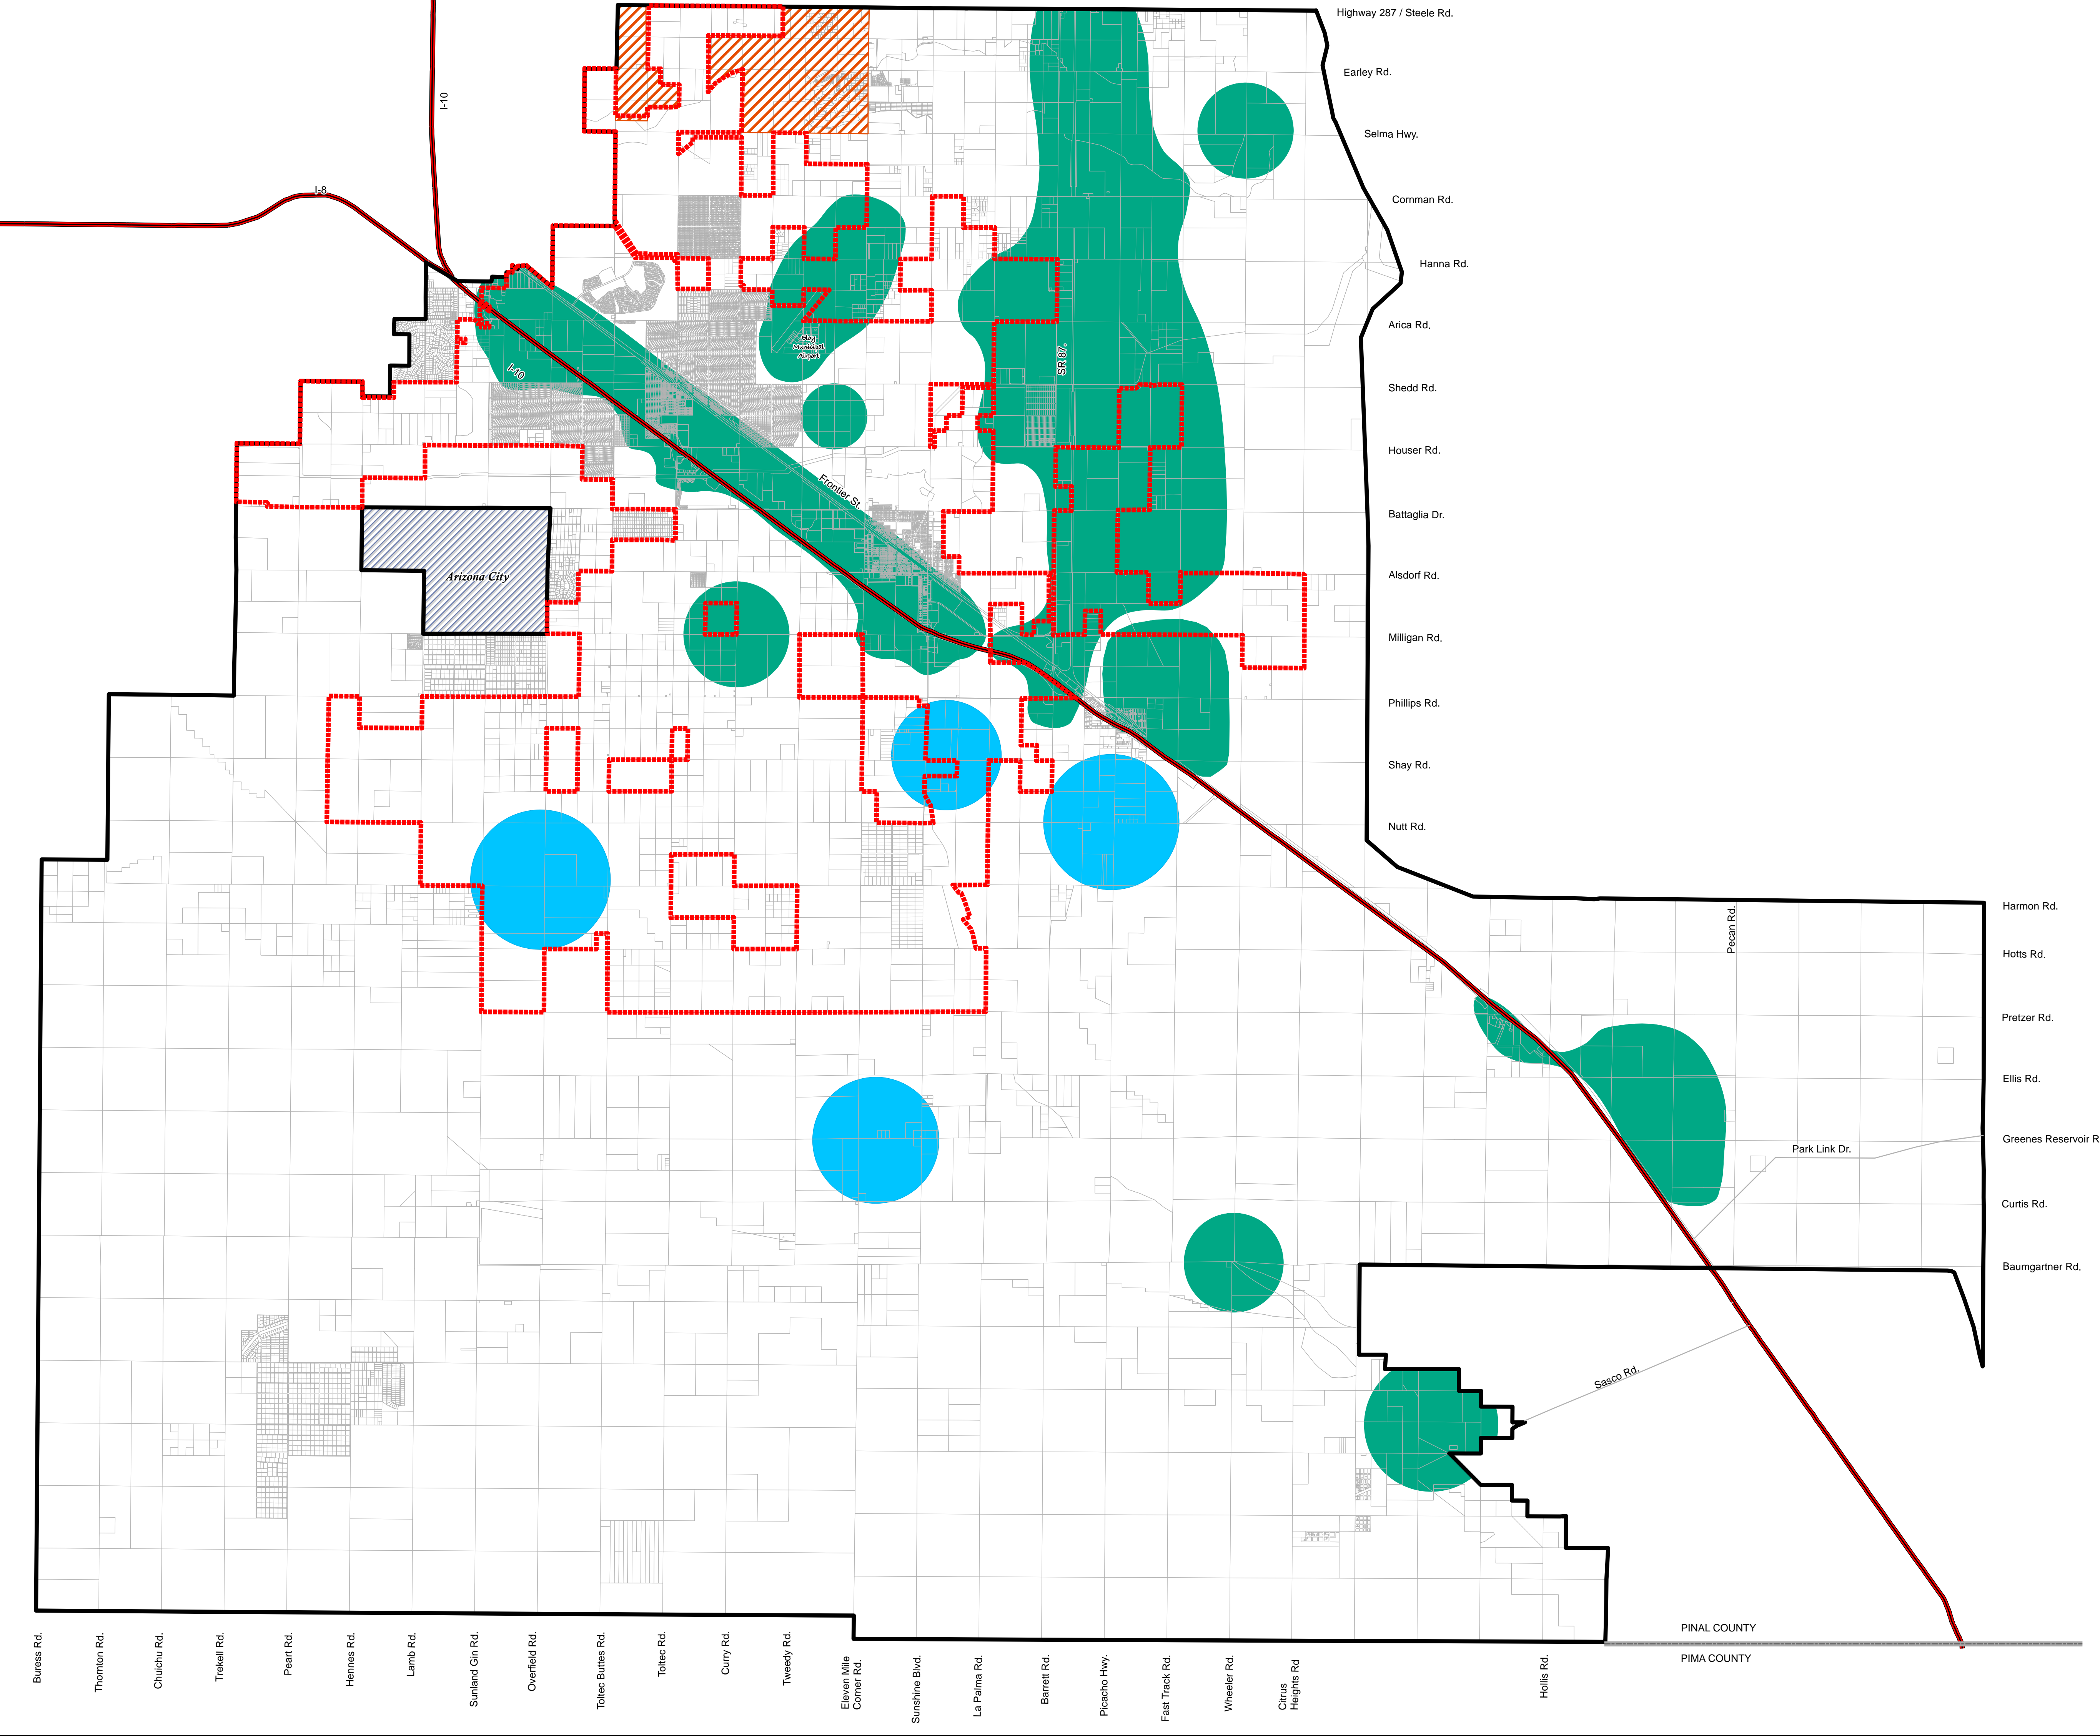 Highway 287 / Steele Rd.
Earley Rd.
I-10
Selma Hwy.
I-8
Cornman Rd.
Hanna Rd.
Arica Rd.
Eloy
Municipal
Airport
SR 87.
I-10
Shedd Rd.
Houser Rd.
Frontier St.
Battaglia Dr.
Arizona City
Alsdorf Rd.
Milligan Rd.
Phillips Rd.
Shay Rd.
Nutt Rd.
Harmon Rd.
Pecan Rd.
Hotts Rd.
Pretzer Rd.
Ellis Rd.
Greenes Reservoir R
Park Link Dr.
Curtis Rd.
Baumgartner Rd.
Sasco Rd.
PINAL COUNTY
PIMA COUNTY
Buress Rd.
Thornton Rd.
Chuichu Rd.
Trekell Rd.
Peart Rd.
Hennes Rd.
Lamb Rd.
Sunland Gin Rd.
Overfield Rd.
Toltec Buttes Rd.
Toltec Rd.
Curry Rd.
Tweedy Rd.
Eleven Mile
Corner Rd.
Sunshine Blvd.
La Palma Rd.
Barrett Rd.
Picacho Hwy.
Fast Track Rd.
Wheeler Rd.
Citrus
Heights Rd
Hollis Rd.